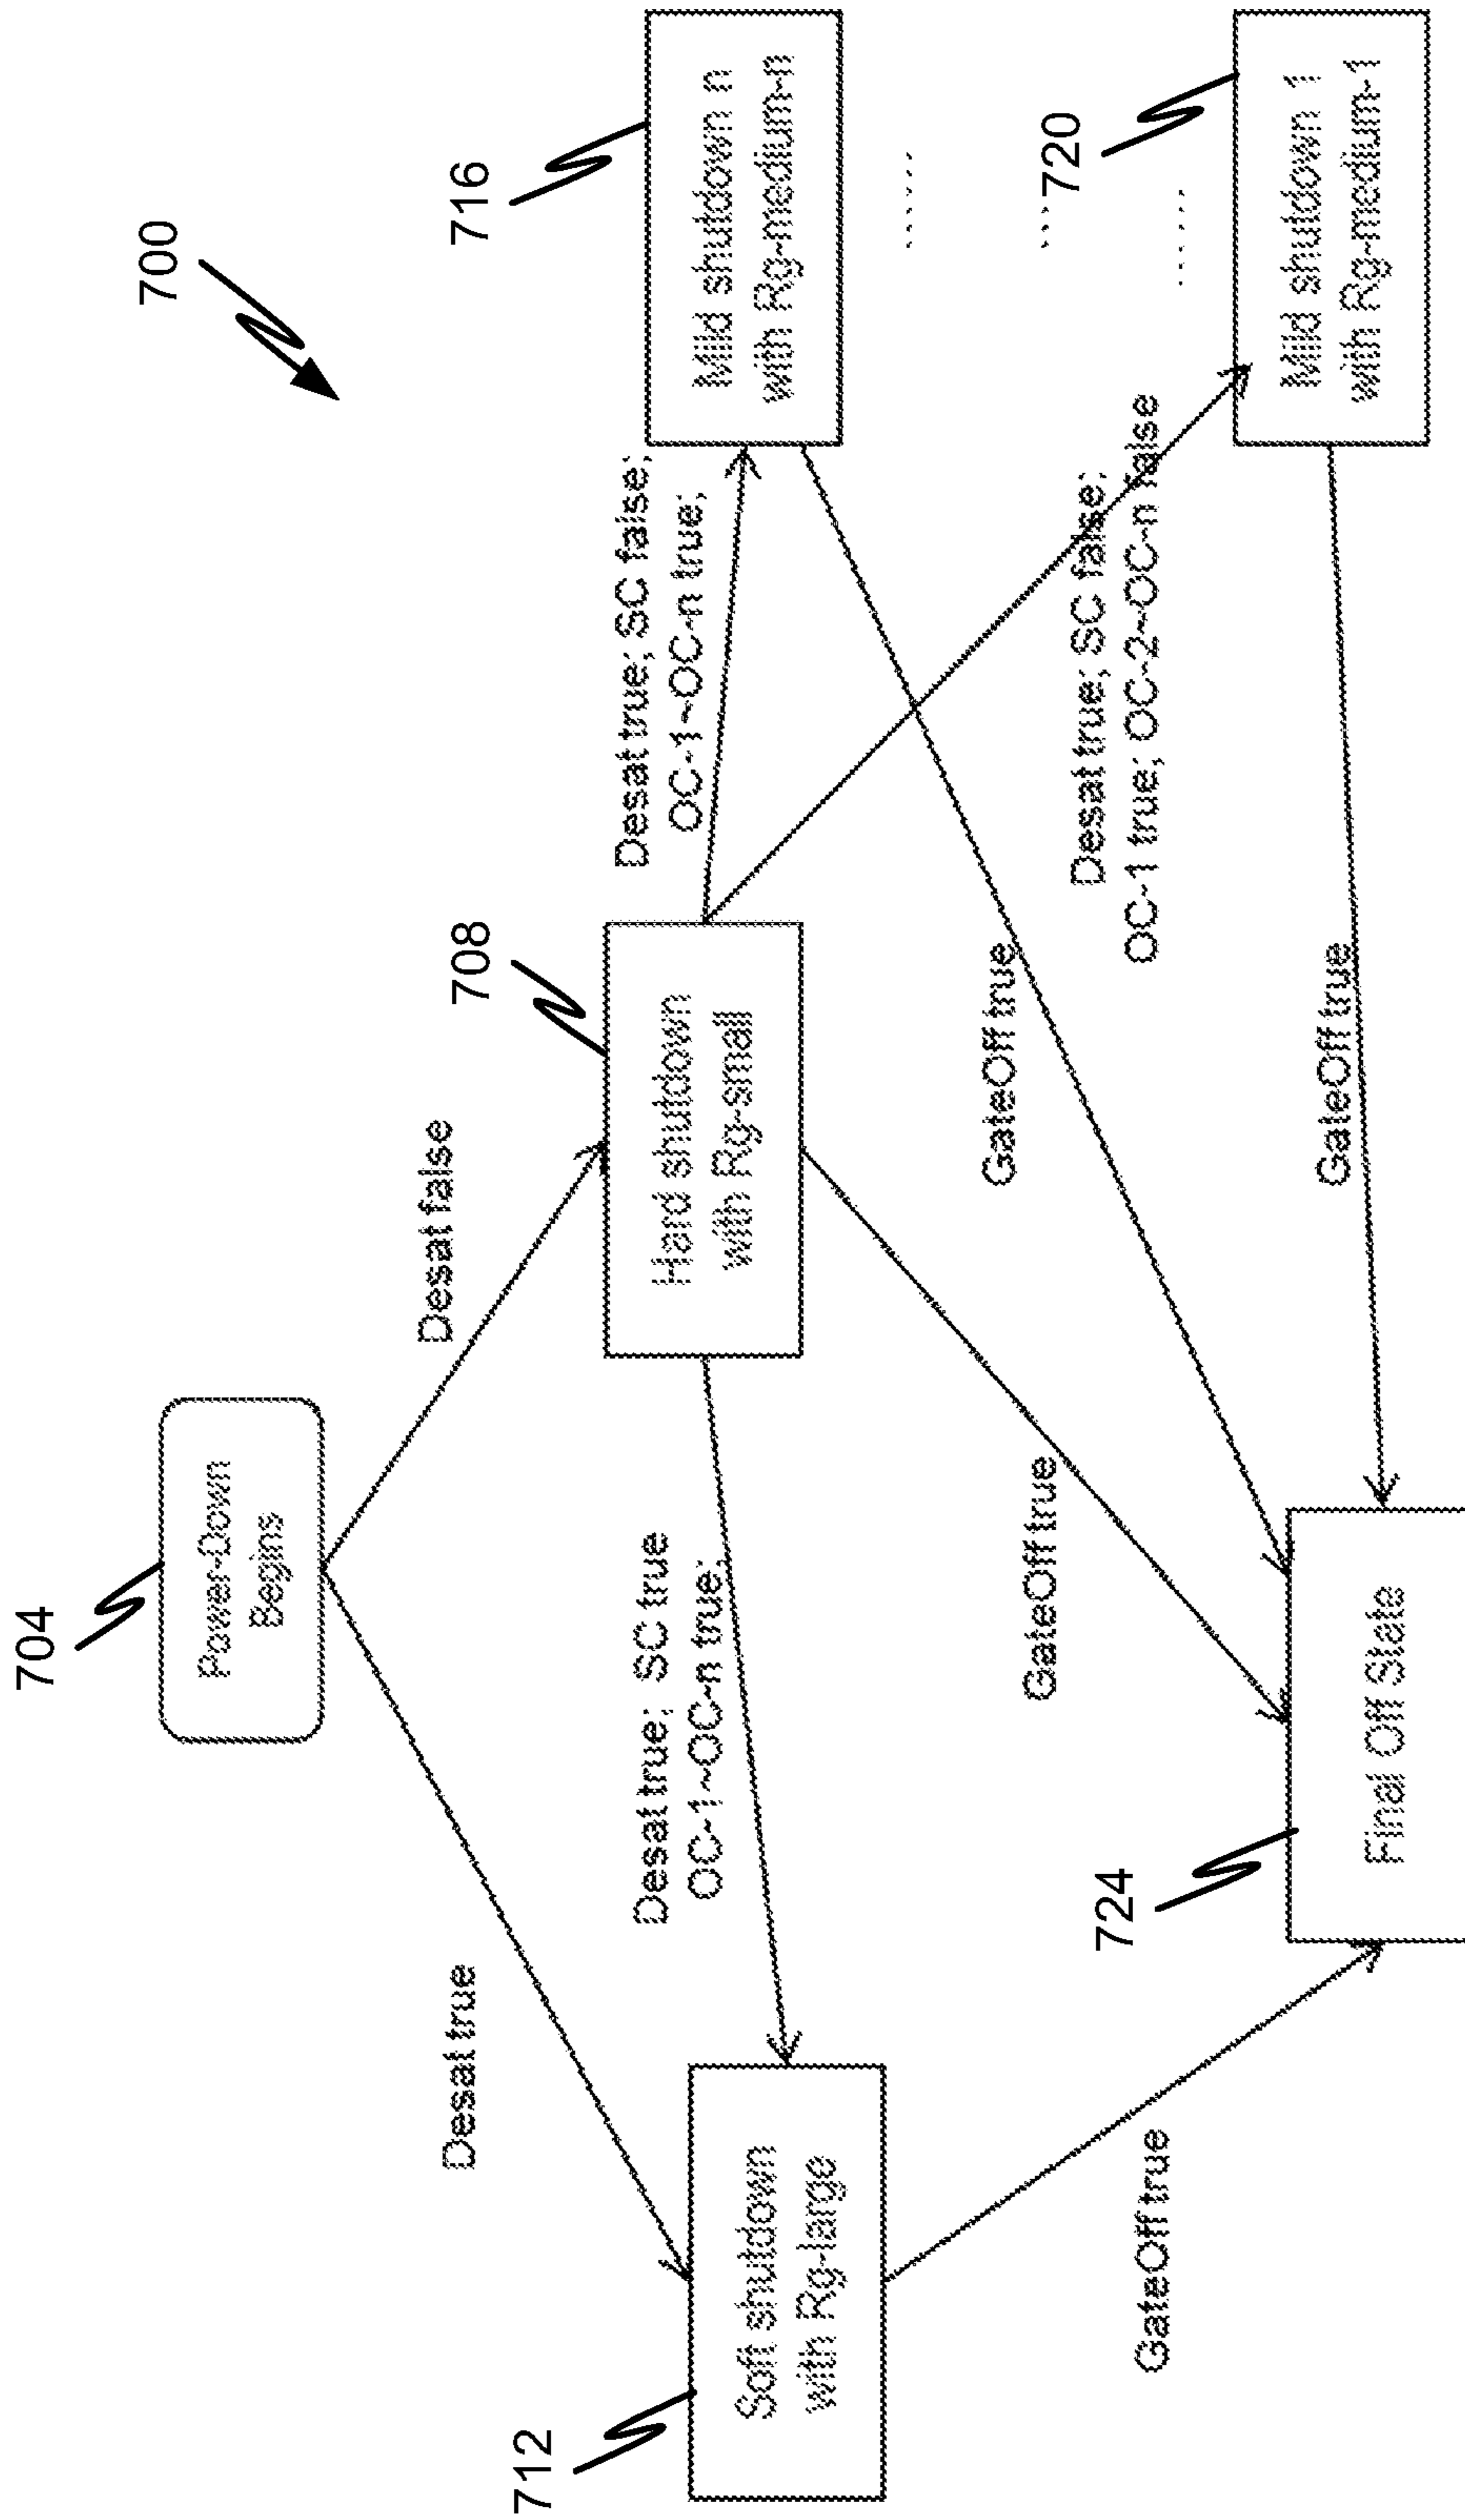 700
704
Power-Down
Begins
Desat true
Desat false
708
Hard shutdown
with Rg-small
712
Soft shutdown
with Rg-large
Desat true; SC true
OC-1~OC-n true;
Desat true; SC false;
OC-1~OC-n true;
716
Mild shutdown n
with Rg-medium-n
......
....
......
Desat true; SC false;
OC-1 true; OC-2~OC-n false
720
Mild shutdown 1
with Rg-medium-1
GateOff true
GateOff true
GateOff true
GateOff true
724
Final Off State